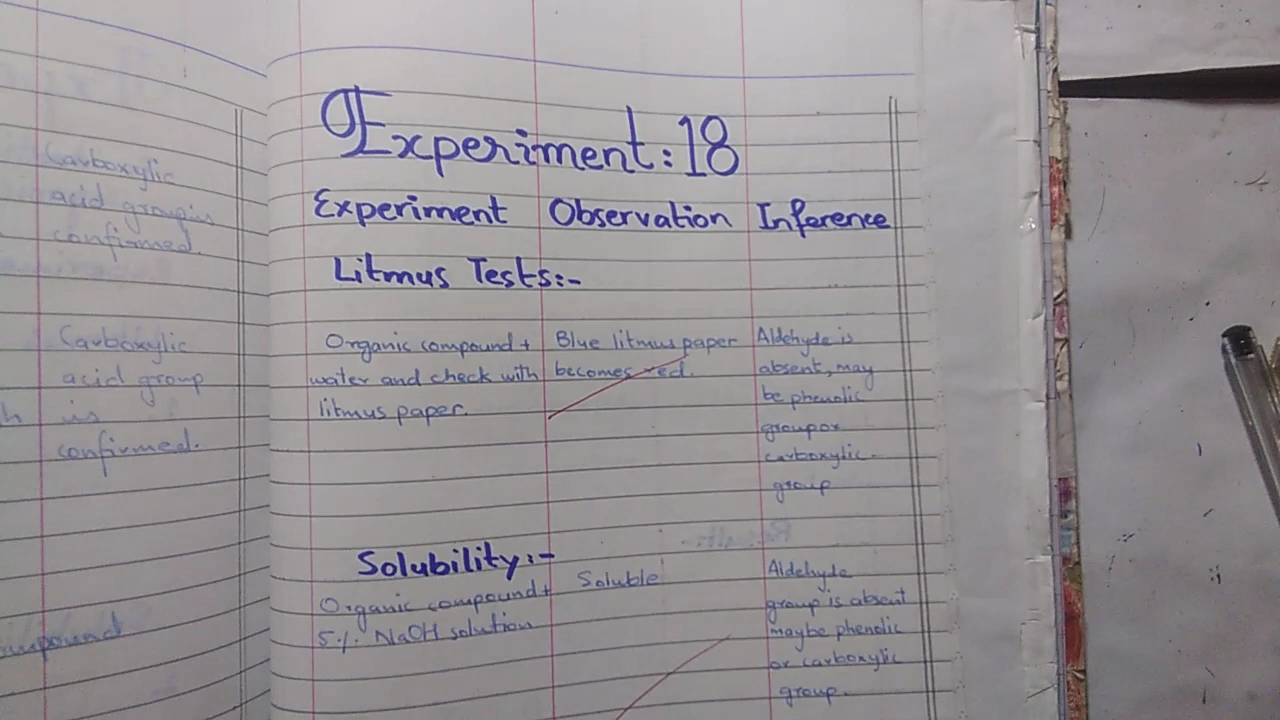 Carboxylic
acid group is
confirmed.
Carboxylic
acid group
h is
confirmed.
Experiment:18
Experiment Observation Inference
Litmus Tests:-
Organic compound +
water and check with
litmus paper.
Blue litmus paper
becomes red.
Aldehyde is
absent, may
be phenolic
group or
carboxylic
group
Solubility:-
Organic compound+
5% NaOH solution
Soluble
Aldehyde
group is absent
maybe phenolic
or carboxylic
group.